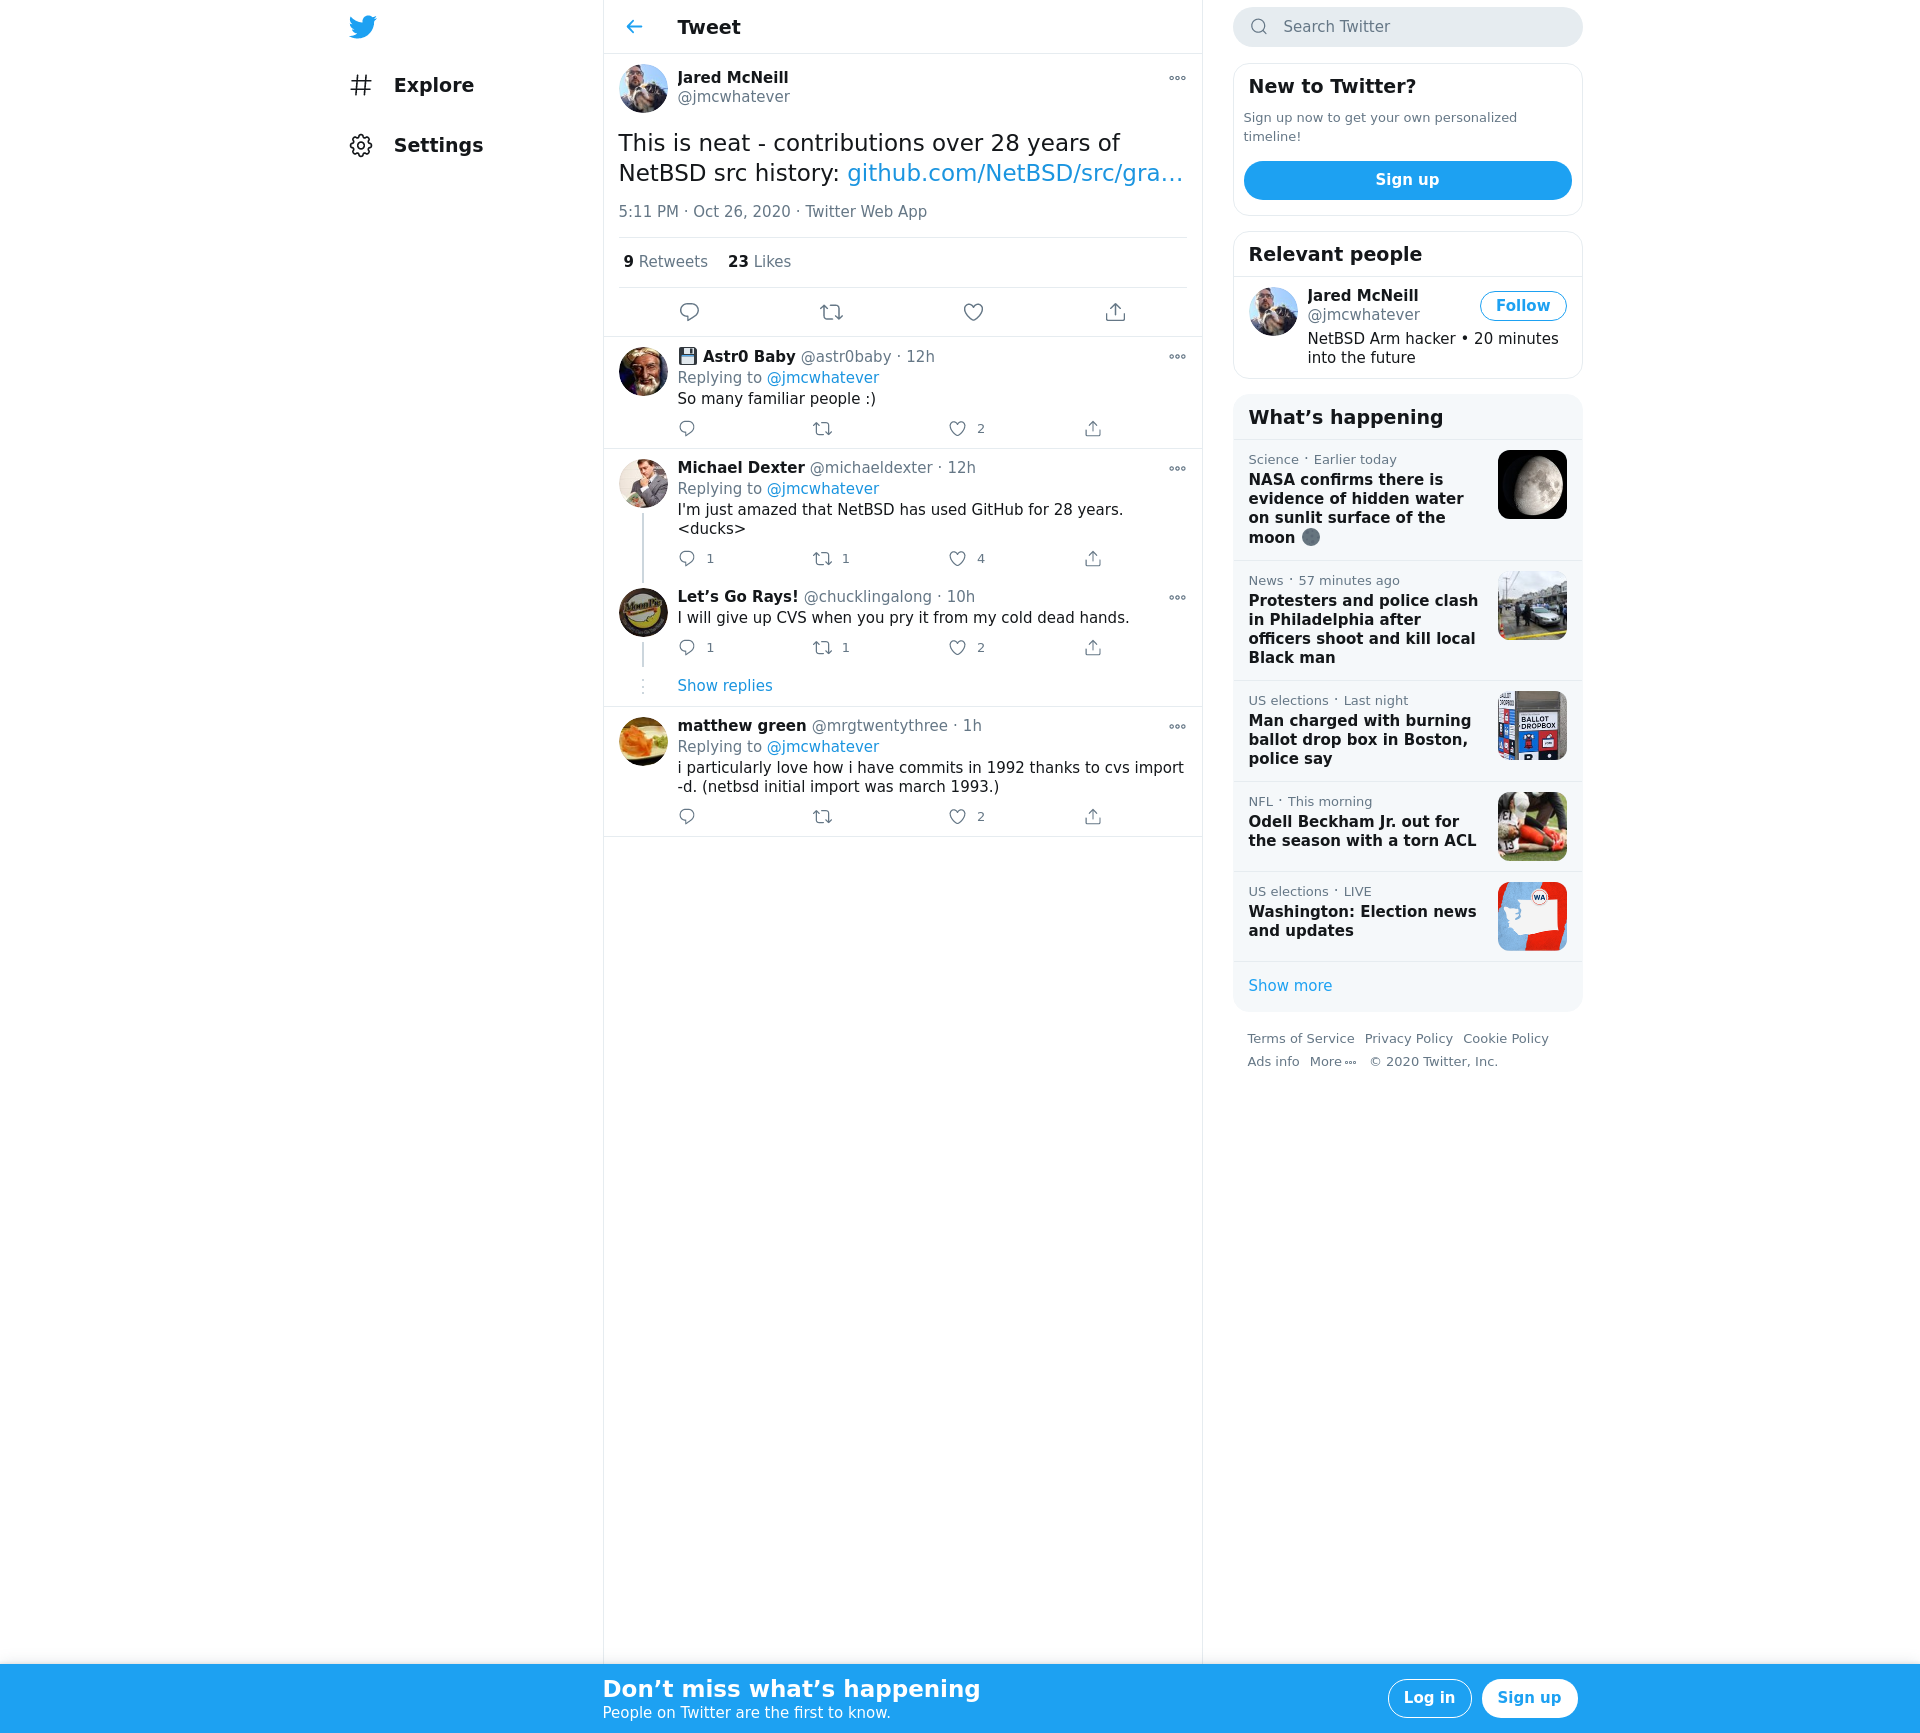 Explore
Settings
Tweet
Jared McNeill
@jmcwhatever
This is neat - contributions over 28 years of
NetBSD src history: github.com/NetBSD/src/gra…
5:11 PM · Oct 26, 2020 · Twitter Web App
9 Retweets 23 Likes
Astr0 Baby @astr0baby · 12h
Replying to @jmcwhatever
So many familiar people :)
2
Michael Dexter @michaeldexter · 12h
Replying to @jmcwhatever
I'm just amazed that NetBSD has used GitHub for 28 years.
<ducks>
1 1 4
Let’s Go Rays! @chucklingalong · 10h
I will give up CVS when you pry it from my cold dead hands.
1 1 2
Show replies
matthew green @mrgtwentythree · 1h
Replying to @jmcwhatever
i particularly love how i have commits in 1992 thanks to cvs import
-d. (netbsd initial import was march 1993.)
2
Search Twitter
New to Twitter?
Sign up now to get your own personalized
timeline!
Sign up
Relevant people
Jared McNeill
@jmcwhatever
Follow
NetBSD Arm hacker • 20 minutes
into the future
What’s happening
Science · Earlier today
NASA confirms there is
evidence of hidden water
on sunlit surface of the
moon
News · 57 minutes ago
Protesters and police clash
in Philadelphia after
officers shoot and kill local
Black man
US elections · Last night
Man charged with burning
ballot drop box in Boston,
police say
BALLOT
DROPBOX
NFL · This morning
Odell Beckham Jr. out for
the season with a torn ACL
13
US elections · LIVE
Washington: Election news
and updates
WA
Show more
Terms of Service Privacy Policy Cookie Policy
Ads info More © 2020 Twitter, Inc.
Don’t miss what’s happening
People on Twitter are the first to know.
Log in
Sign up